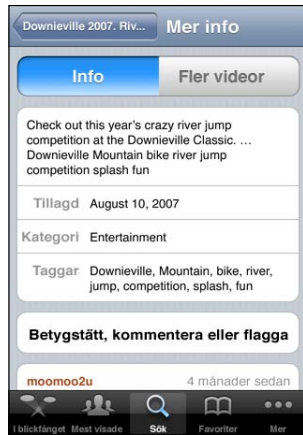 Downieville 2007. Riv...
Mer info
Info
Fler videor
Check out this year's crazy river jump
competition at the Downieville Classic. ...
Downieville Mountain bike river jump
competition splash fun
Tillagd August 10, 2007
Kategori Entertainment
Taggar Downieville, Mountain, bike, river,
jump, competition, splash, fun
Betygsätt, kommentera eller flagga
moomoo2u 4 månader sedan
I blickfånget Mest visade Sök Favoriter Mer